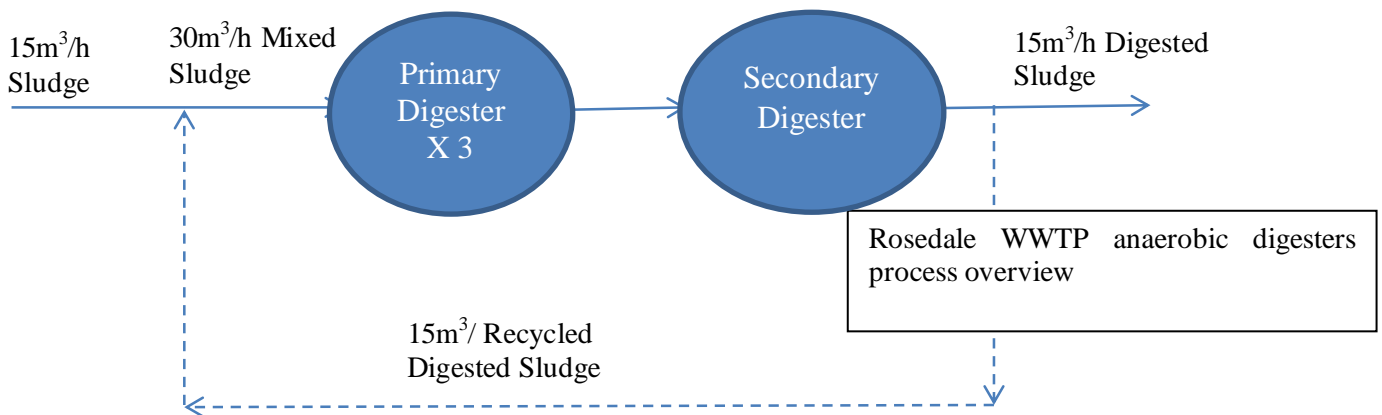 15m³/h
Sludge
30m³/h Mixed
Sludge
Primary
Digester
X 3
Secondary
Digester
15m³/h Digested
Sludge
Rosedale WWTP anaerobic digesters
process overview
15m³/ Recycled
Digested Sludge